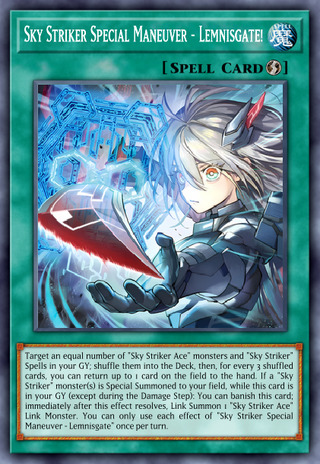 Sky Striker Special Maneuver - Lemnisgate!
魔
[Spell Card]
Target an equal number of "Sky Striker Ace" monsters and "Sky Striker"
Spells in your GY; shuffle them into the Deck, then, for every 3 shuffled
cards, you can return up to 1 card on the field to the hand. If a "Sky
Striker" monster(s) is Special Summoned to your field, while this card is
in your GY (except during the Damage Step): You can banish this card;
immediately after this effect resolves, Link Summon 1 "Sky Striker Ace"
Link Monster. You can only use each effect of "Sky Striker Special
Maneuver - Lemnisgate" once per turn.